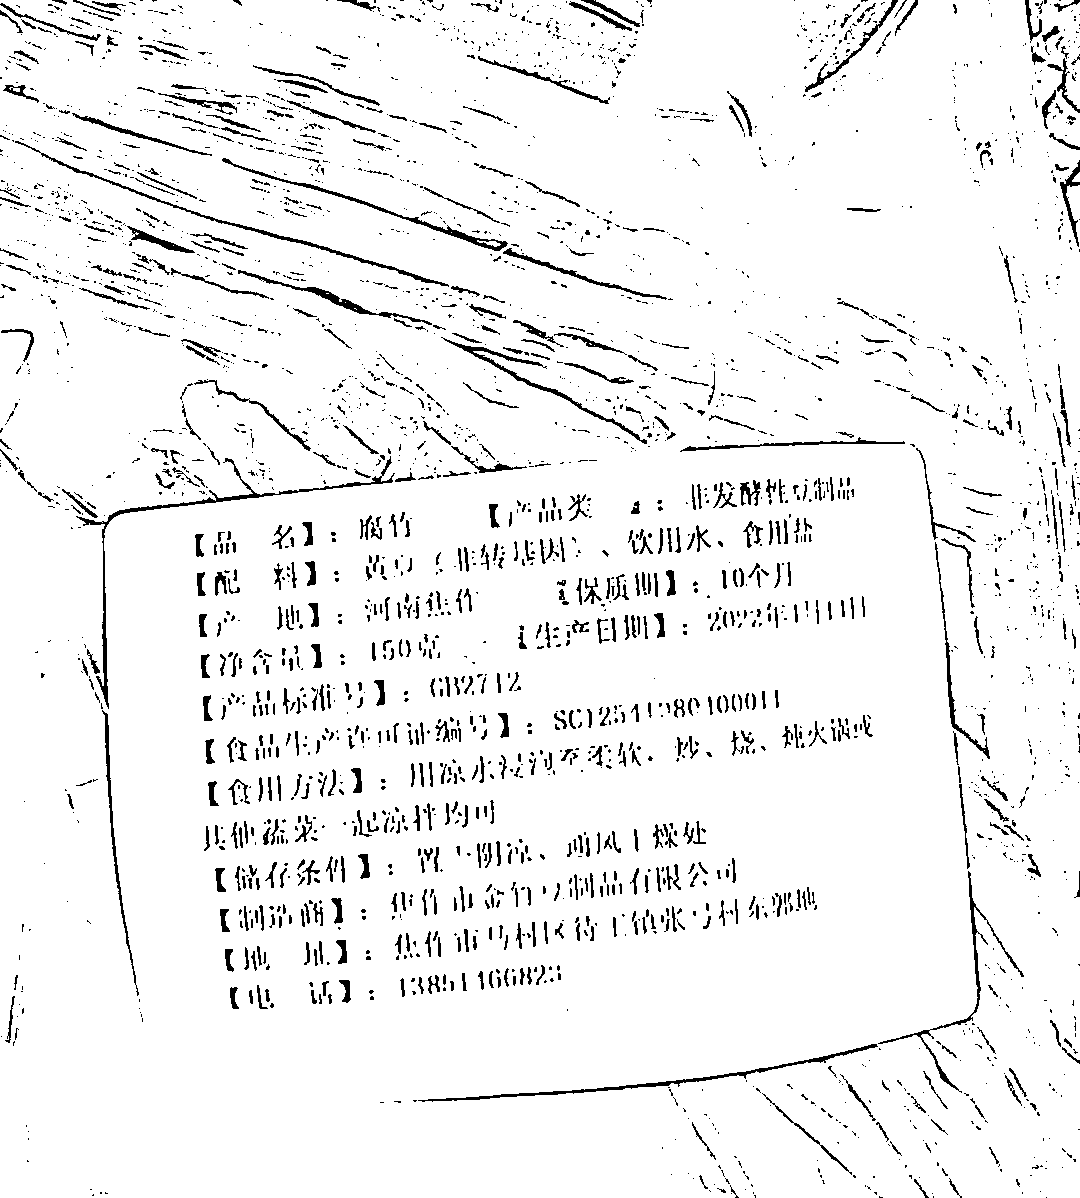 【品 名】：腐竹 【产品类 ：非发酵性豆制品
【配 料】：黄豆（非转基因）、饮用水、食用盐
【产 地】：河南焦作 【保质期】：10个月
【净含量】：150克 【生产日期】：2022年1月11日
【产品标准号】：GB2712
【食品生产许可证编号】：
【食用方法】：用凉水浸泡至柔软，炒、烧、炖火锅或
其他蔬菜一起凉拌均可
【储存条件】：置于阴凉、通风干燥处
【制造商】：焦作市金竹豆制品有限公司
【地 址】：焦作市马村区待王镇张弓村东郭地
【电 话】：